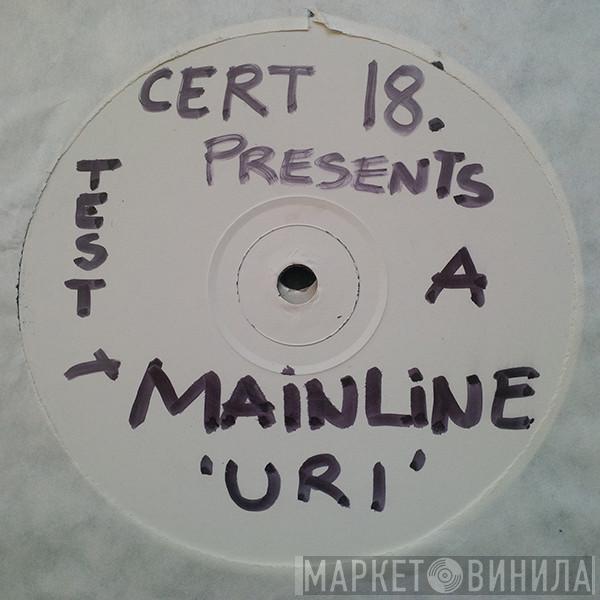 CERT 18.
PRESENTS
TEST
A
MAiNLiNE
'URI'
МАРКЕТ ВИНИЛА